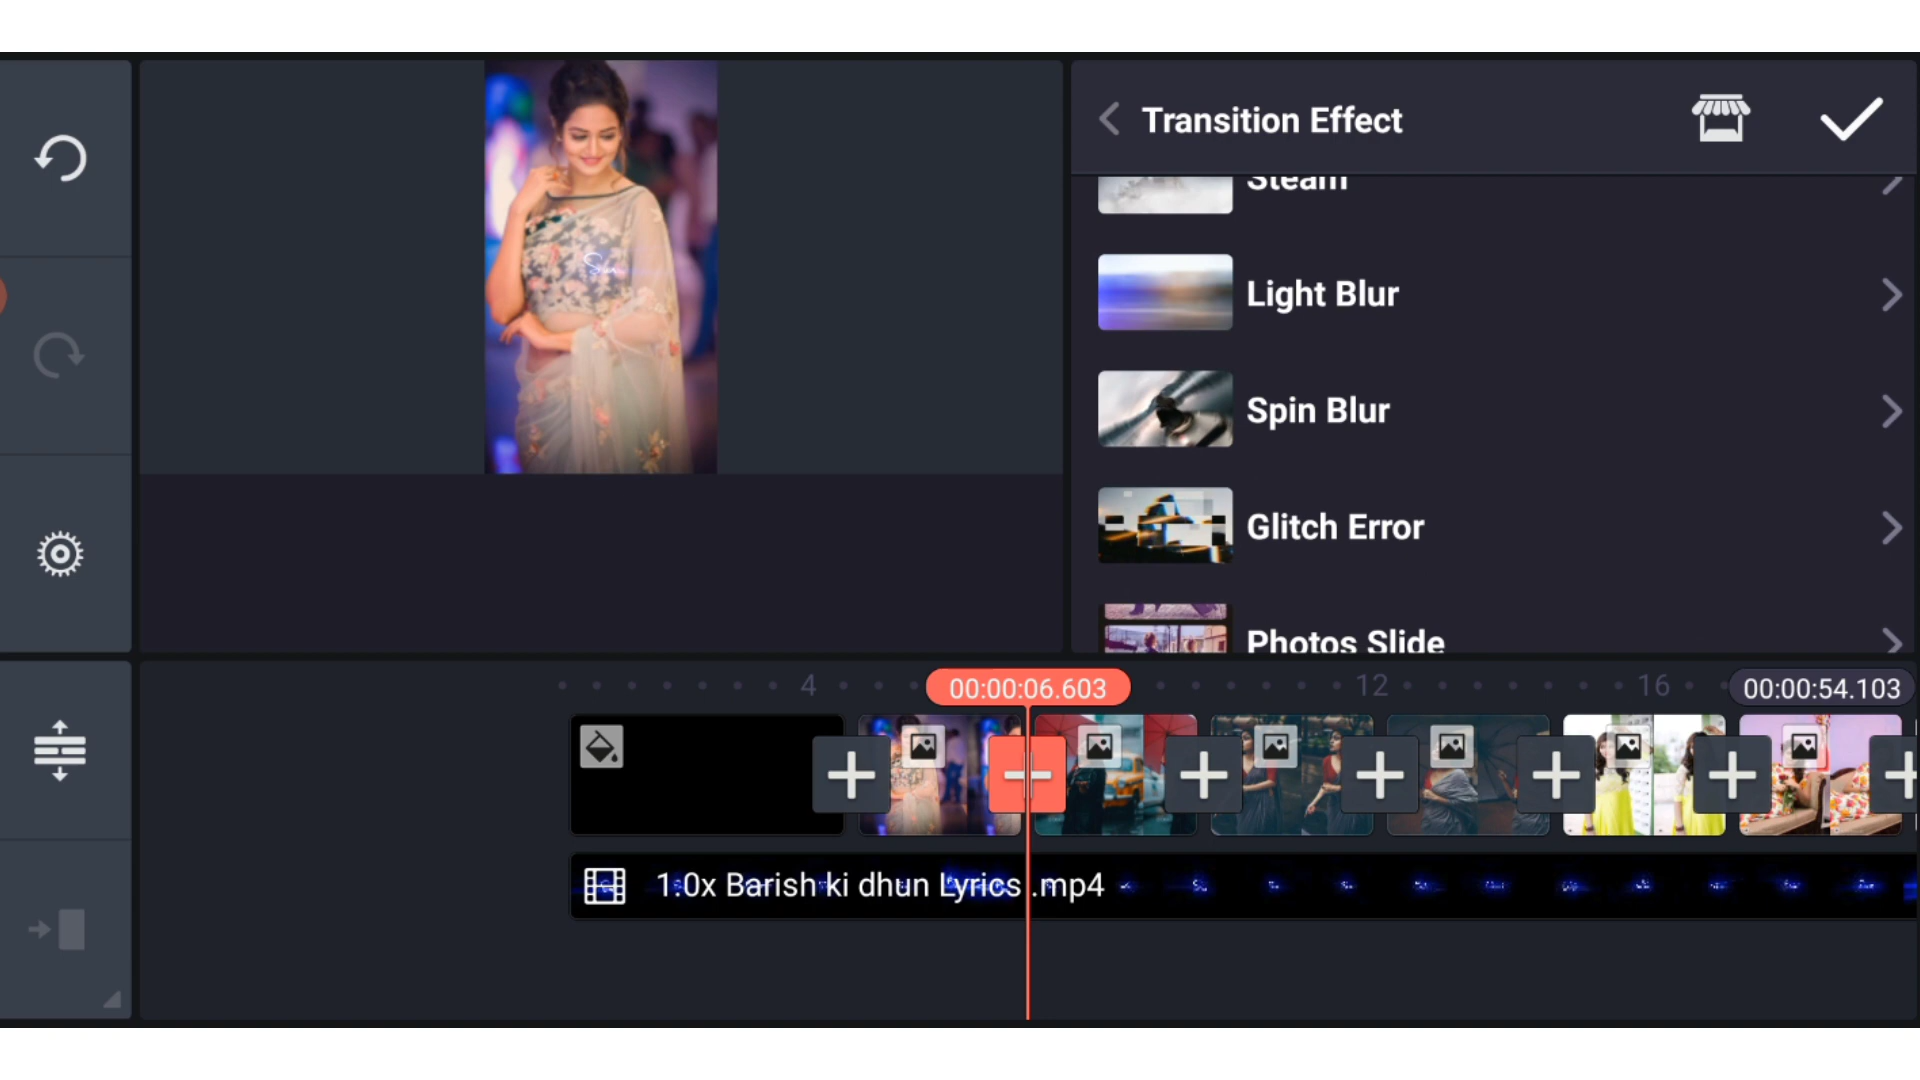 Transition Effect
Steam
Light Blur
Spin Blur
Glitch Error
Photos Slide
4
00:00:06.603
12
16
00:00:54.103
1.0x Barish ki dhun Lyrics .mp4